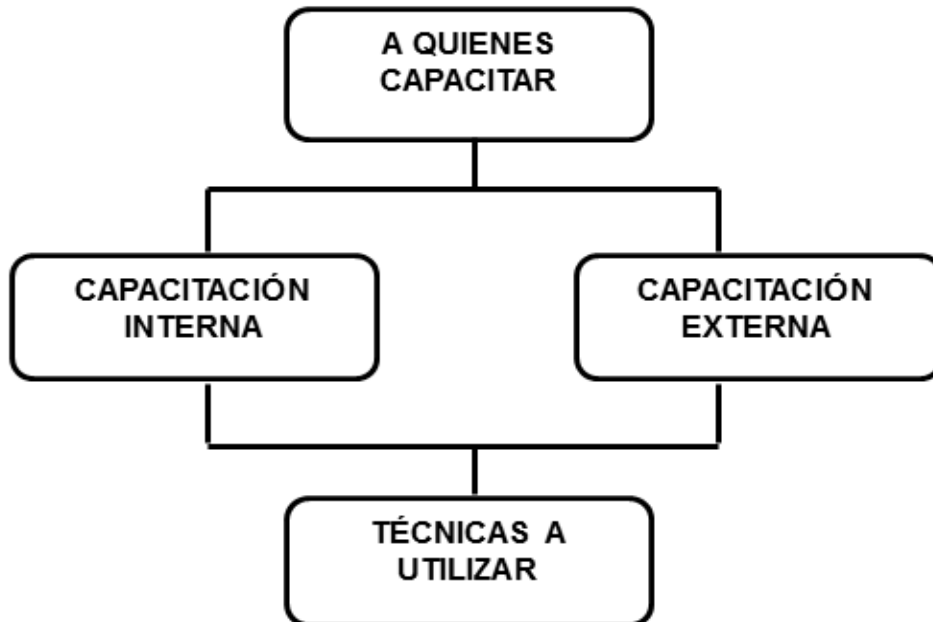 A QUIENES
CAPACITAR
CAPACITACIÓN
INTERNA
CAPACITACIÓN
EXTERNA
TÉCNICAS A
UTILIZAR